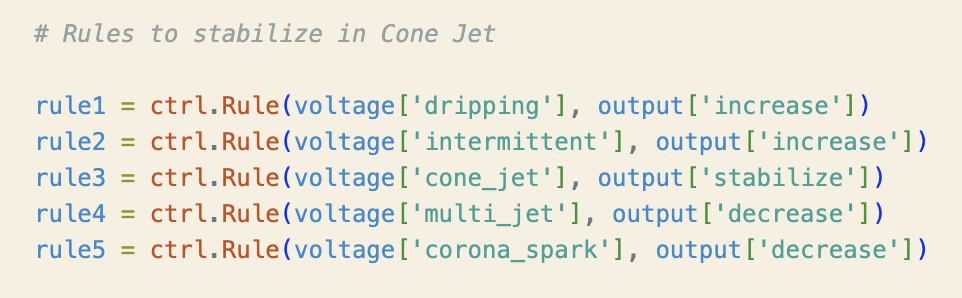 # Rules to stabilize in Cone Jet
rule1 = ctrl.Rule(voltage['dripping'], output['increase'])
rule2 = ctrl.Rule(voltage['intermittent'], output['increase'])
rule3 = ctrl.Rule(voltage['cone_jet'], output['stabilize'])
rule4 = ctrl.Rule(voltage['multi_jet'], output['decrease'])
rule5 = ctrl.Rule(voltage['corona_spark'], output['decrease'])